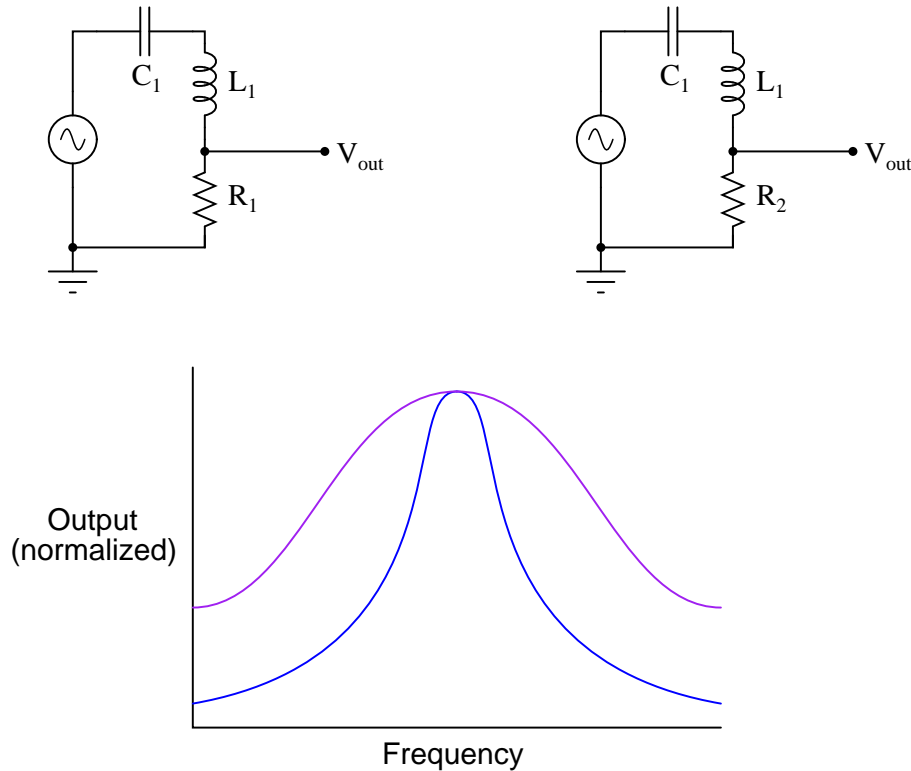 C1
L1
Vout
R1
C1
L1
Vout
R2
Output
(normalized)
Frequency